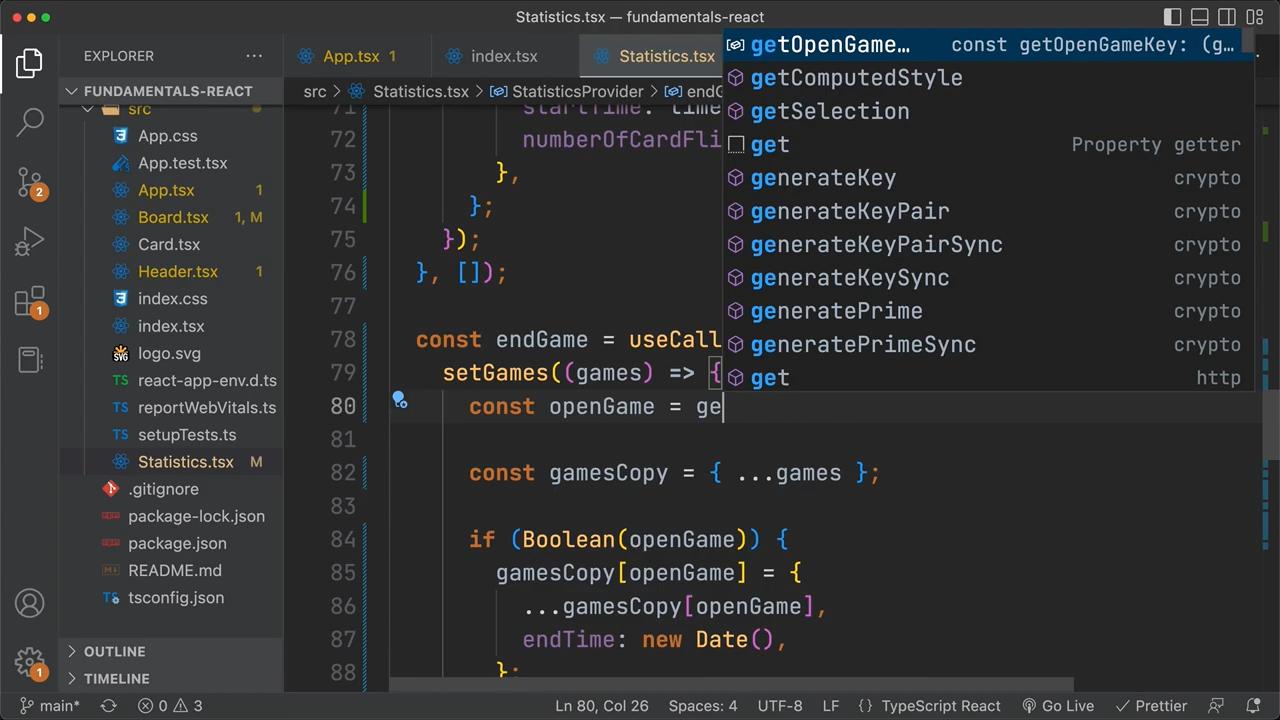 Statistics.tsx — fundamentals-react
EXPLORER
App.tsx 1
index.tsx
Statistics.tsx
FUNDAMENTALS-REACT
src
App.css
App.test.tsx
App.tsx 1
Board.tsx 1, M
Card.tsx
Header.tsx 1
index.css
index.tsx
logo.svg
react-app-env.d.ts
reportWebVitals.ts
setupTests.ts
Statistics.tsx M
.gitignore
package-lock.json
package.json
README.md
tsconfig.json
OUTLINE
TIMELINE
2
1
1
src > Statistics.tsx > StatisticsProvider > endG
71 startTime: time
72 numberOfCardFli
73 },
74 };
75 });
76 }, []);
77
78 const endGame = useCall
79 setGames((games) => {
80 const openGame = ge
81
82 const gamesCopy = { ...games };
83
84 if (Boolean(openGame)) {
85 gamesCopy[openGame] = {
86 ...gamesCopy[openGame],
87 endTime: new Date(),
88 };
getOpenGame… const getOpenGameKey: (g…
getComputedStyle
getSelection
get Property getter
generateKey crypto
generateKeyPair crypto
generateKeyPairSync crypto
generateKeySync crypto
generatePrime crypto
generatePrimeSync crypto
get http
main* 0 3 Ln 80, Col 26 Spaces: 4 UTF-8 LF {} TypeScript React Go Live Prettier